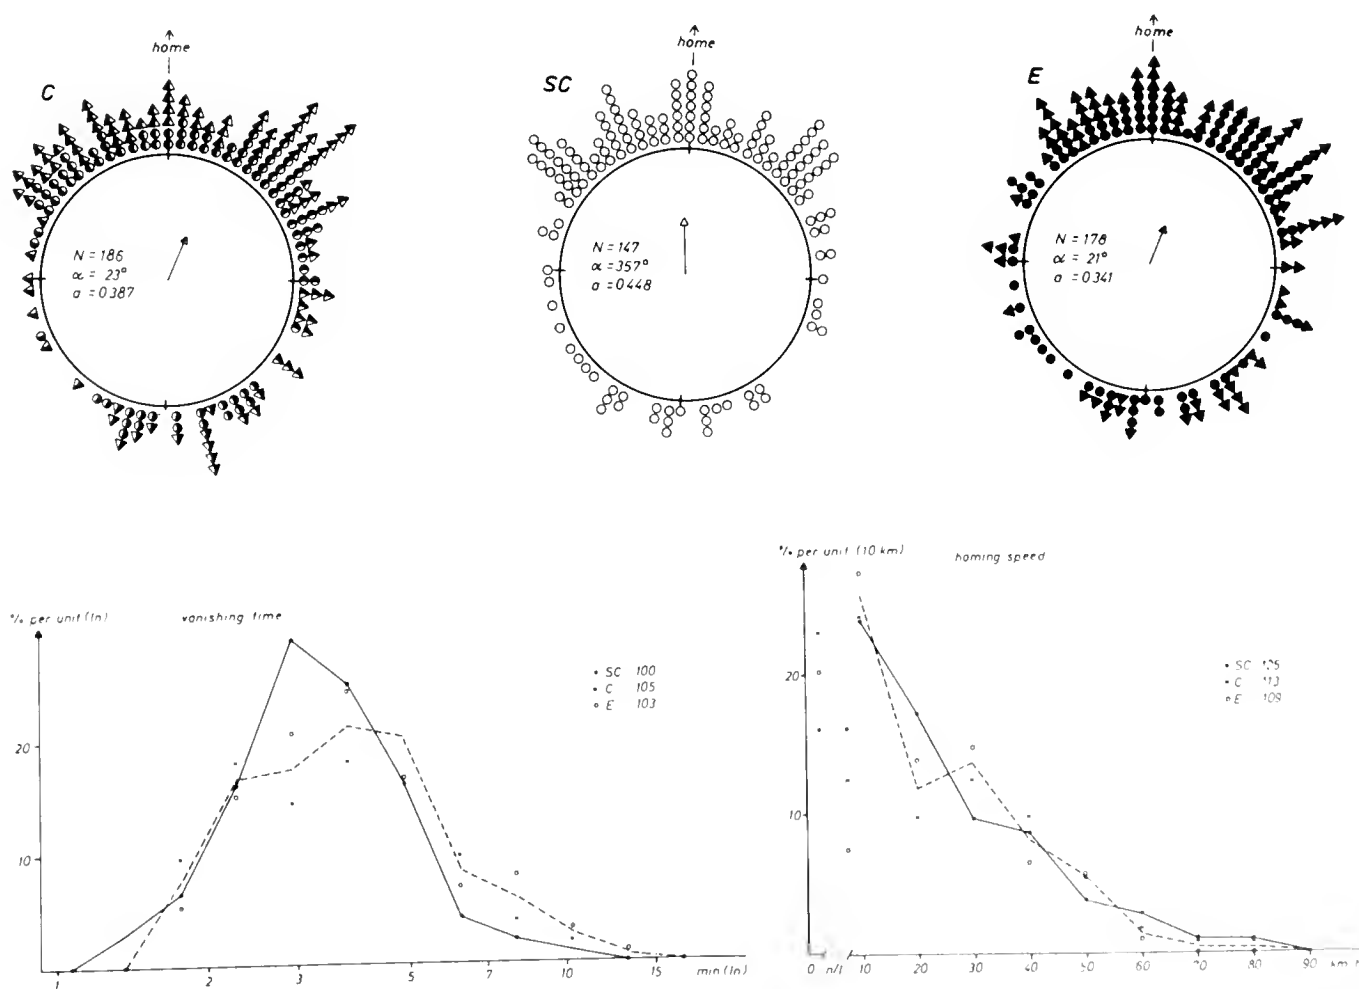 home
C
N = 186
α = 23°
a = 0.387
home
SC
N = 147
α = 357°
a = 0.448
home
E
N = 178
α = 21°
a = 0.341
% per unit (ln)
vanishing time
SC 100
C 105
E 103
20
10
1 2 3 5 7 10 15 min (ln)
% per unit (10 km)
homing speed
SC
C
E 109
20
10
0 10 20 30 40 50 60 70 80 90